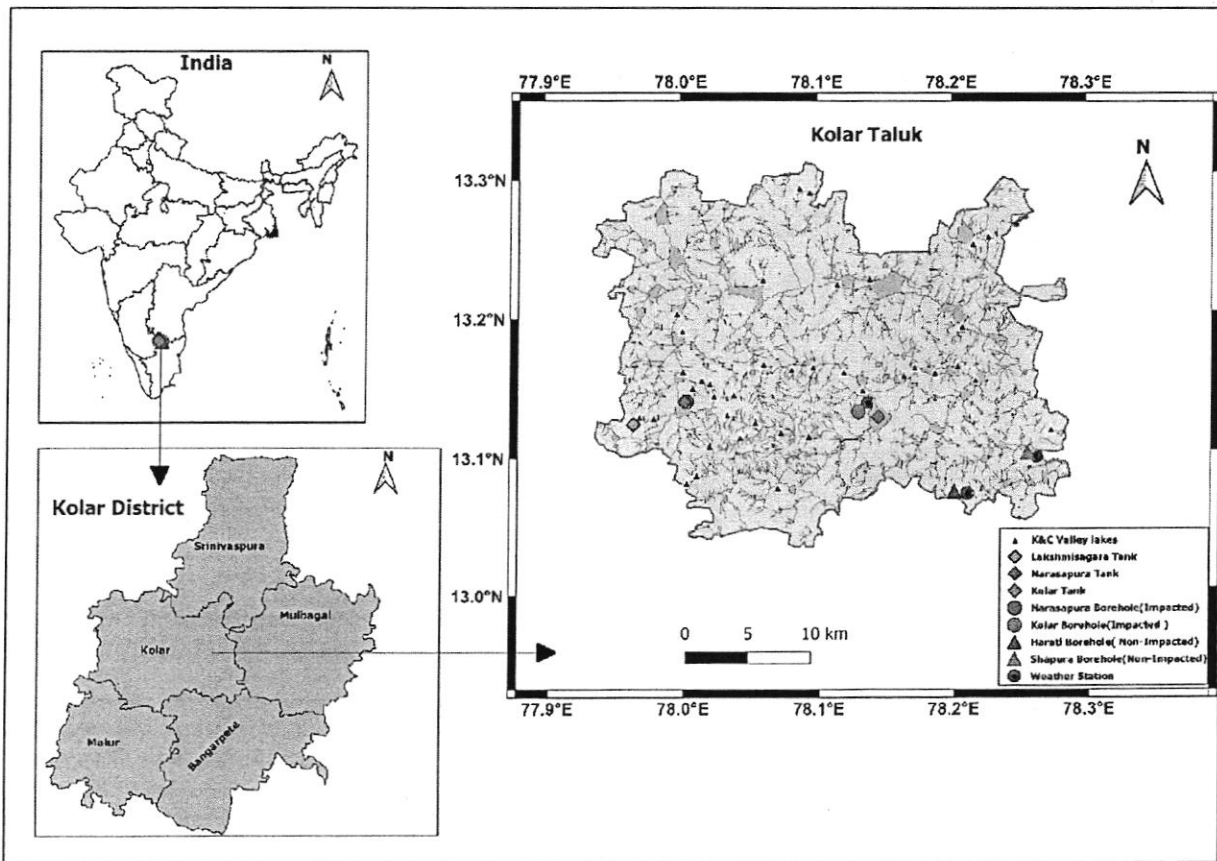 India
N
Kolar District
N
Srinivaspura
Mulbagal
Kolar
Malur
Bangarpete
77.9°E 78.0°E 78.1°E 78.2°E 78.3°E
Kolar Taluk
N
13.3°N
13.2°N
13.1°N
13.0°N
0 5 10 km
K&C Valley lakes
Lakshmisagara Tank
Narasapura Tank
Kolar Tank
Narasapura Borehole(Impacted)
Kolar Borehole(Impacted )
Harati Borehole( Non-Impacted)
Shapura Borehole(Non-Impacted)
Weather Station
77.9°E 78.0°E 78.1°E 78.2°E 78.3°E